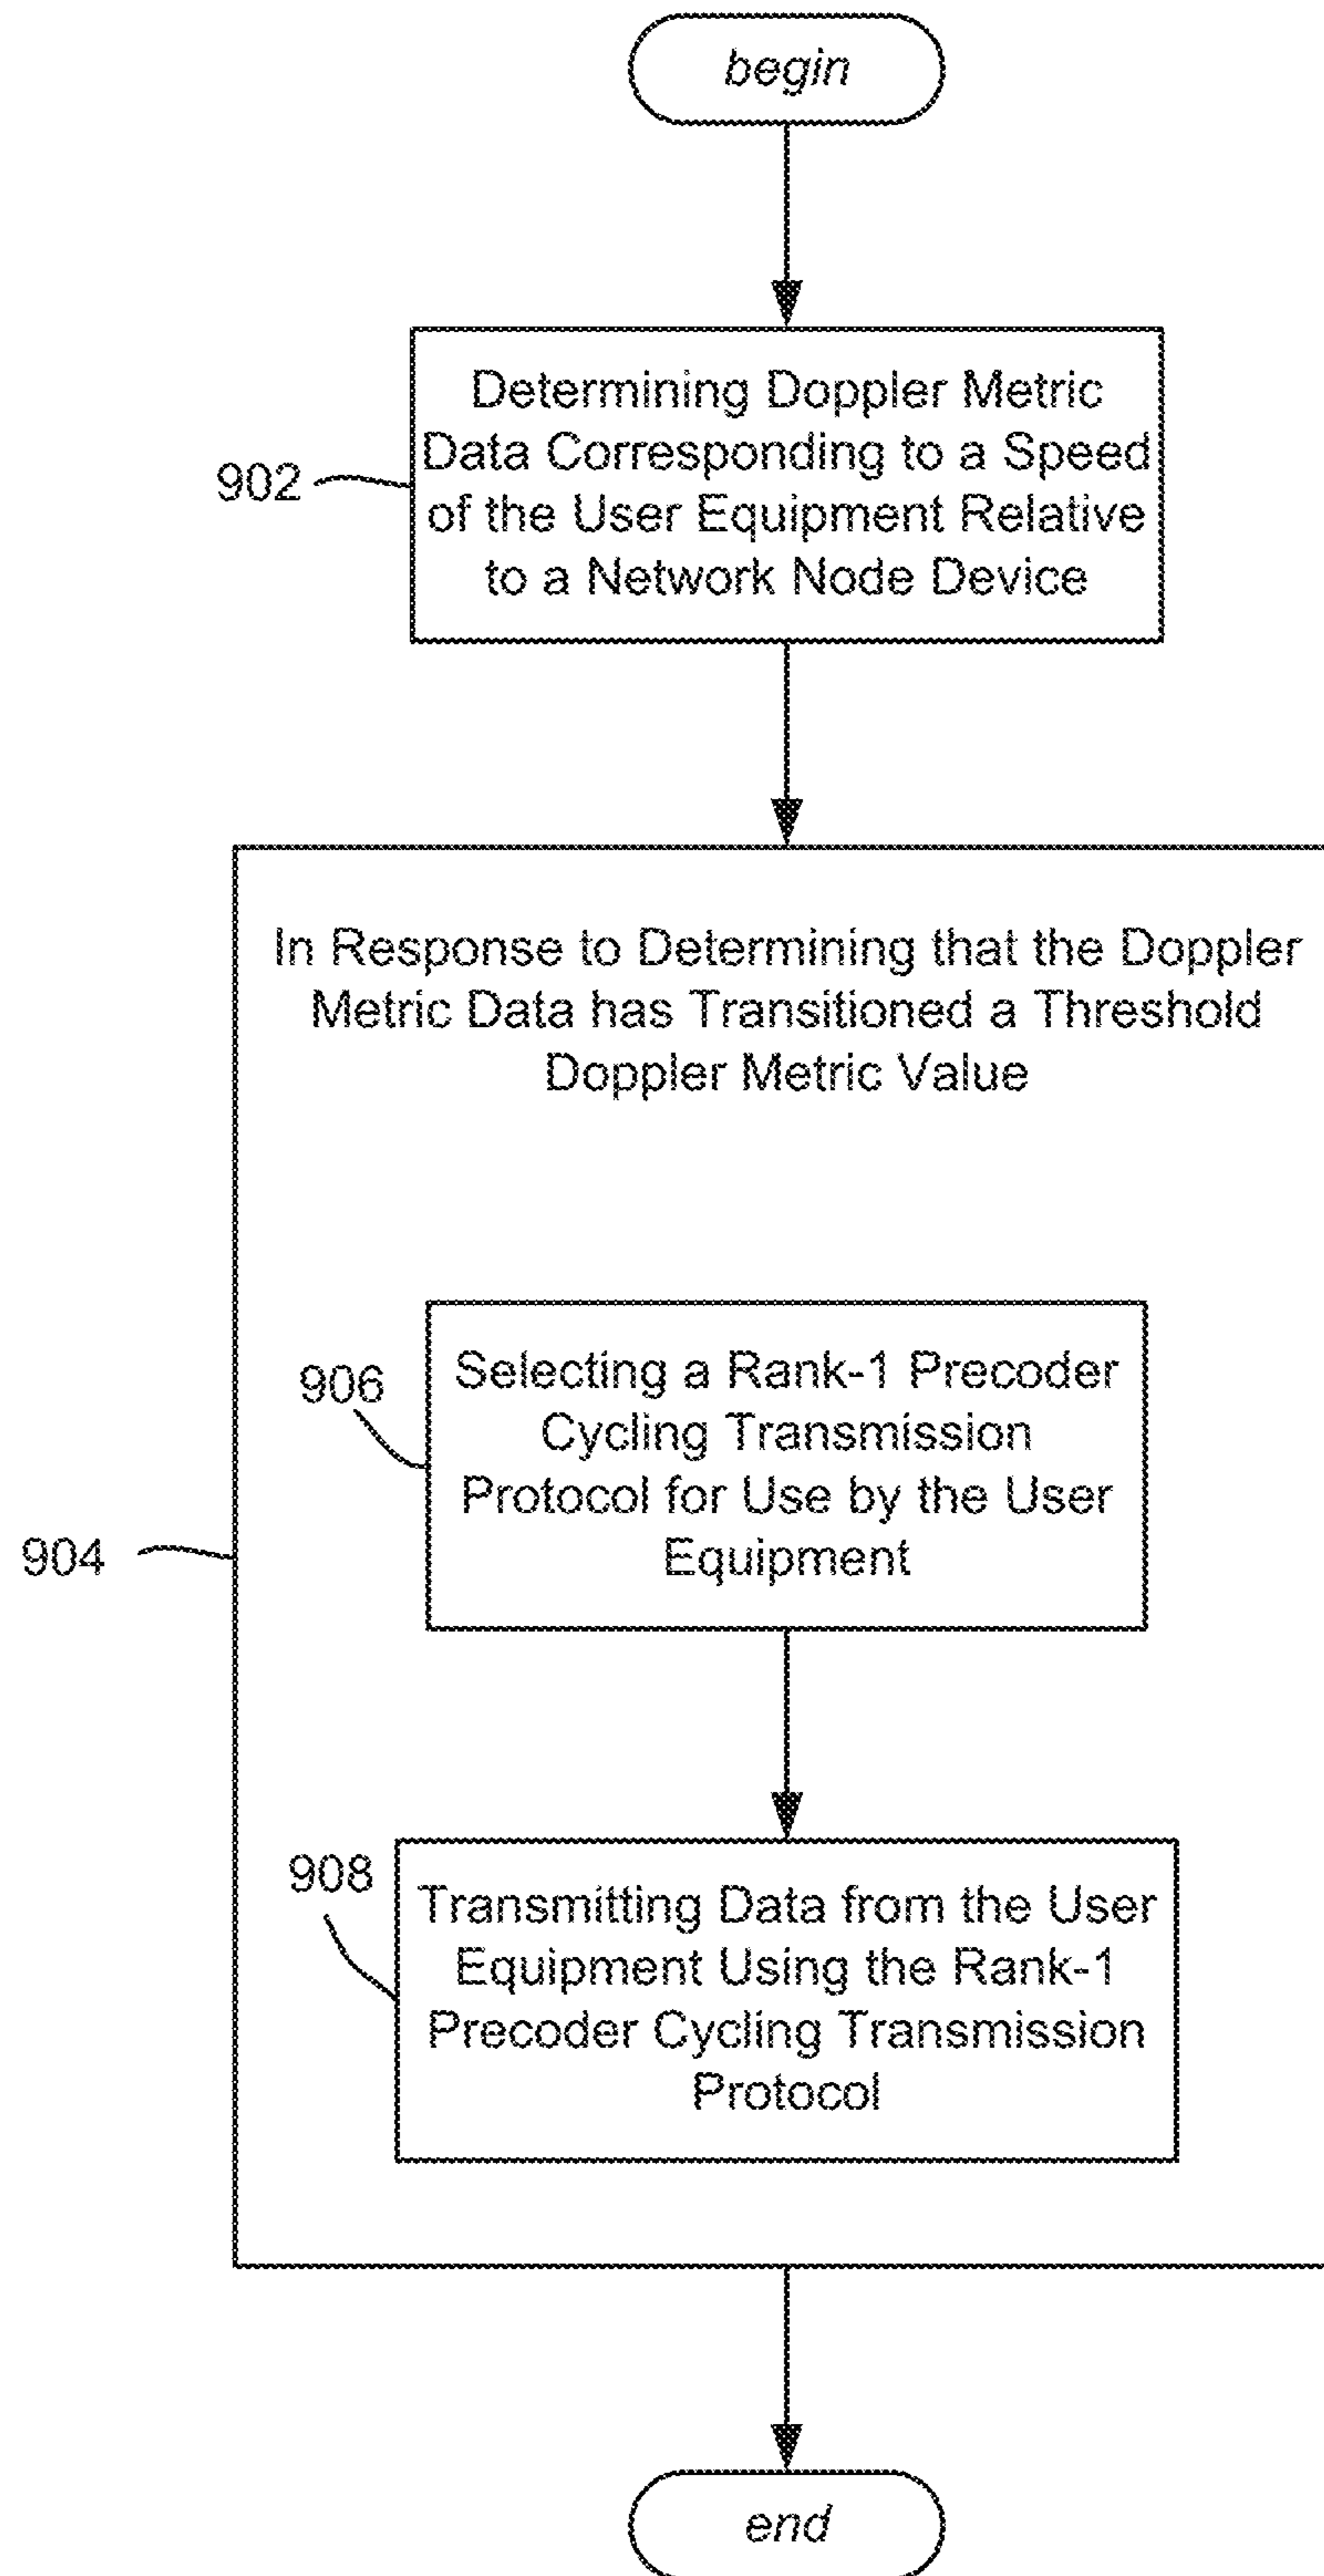 begin
902
Determining Doppler Metric
Data Corresponding to a Speed
of the User Equipment Relative
to a Network Node Device
904
In Response to Determining that the Doppler
Metric Data has Transitioned a Threshold
Doppler Metric Value
906
Selecting a Rank-1 Precoder
Cycling Transmission
Protocol for Use by the User
Equipment
908
Transmitting Data from the User
Equipment Using the Rank-1
Precoder Cycling Transmission
Protocol
end